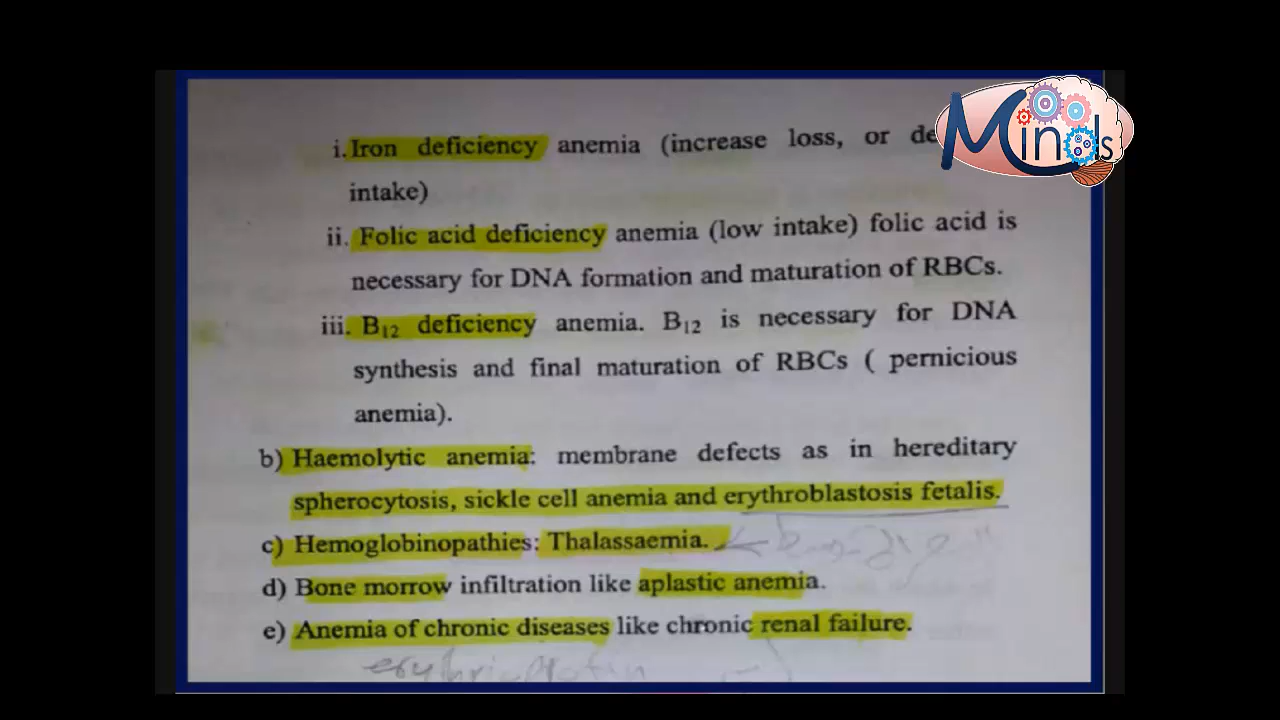 Minds
i. Iron deficiency anemia (increase loss, or de
intake)
ii. Folic acid deficiency anemia (low intake) folic acid is
necessary for DNA formation and maturation of RBCs.
iii. B₁₂ deficiency anemia. B₁₂ is necessary for DNA
synthesis and final maturation of RBCs ( pernicious
anemia).
b) Haemolytic anemia: membrane defects as in hereditary
spherocytosis, sickle cell anemia and erythroblastosis fetalis.
c) Hemoglobinopathies: Thalassaemia.
d) Bone morrow infiltration like aplastic anemia.
e) Anemia of chronic diseases like chronic renal failure.